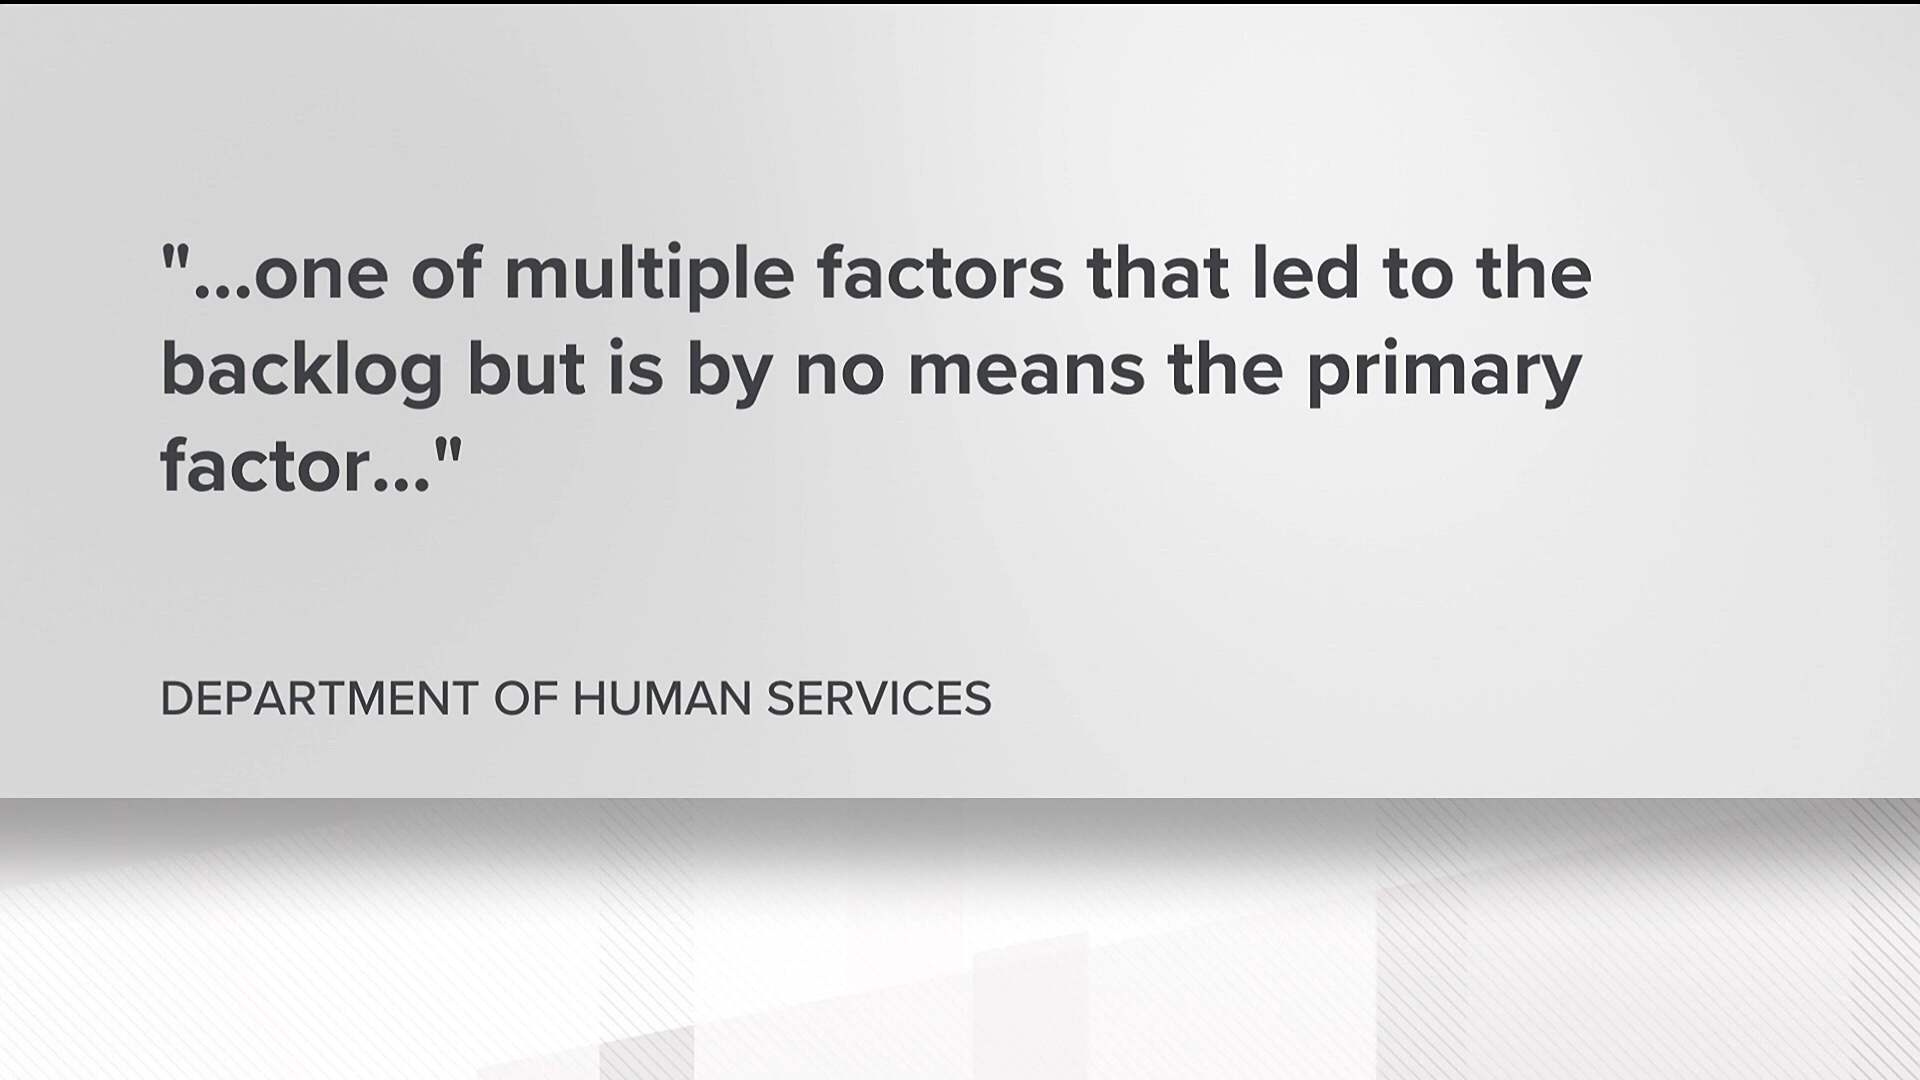 "...one of multiple factors that led to the
backlog but is by no means the primary
factor..."
DEPARTMENT OF HUMAN SERVICES